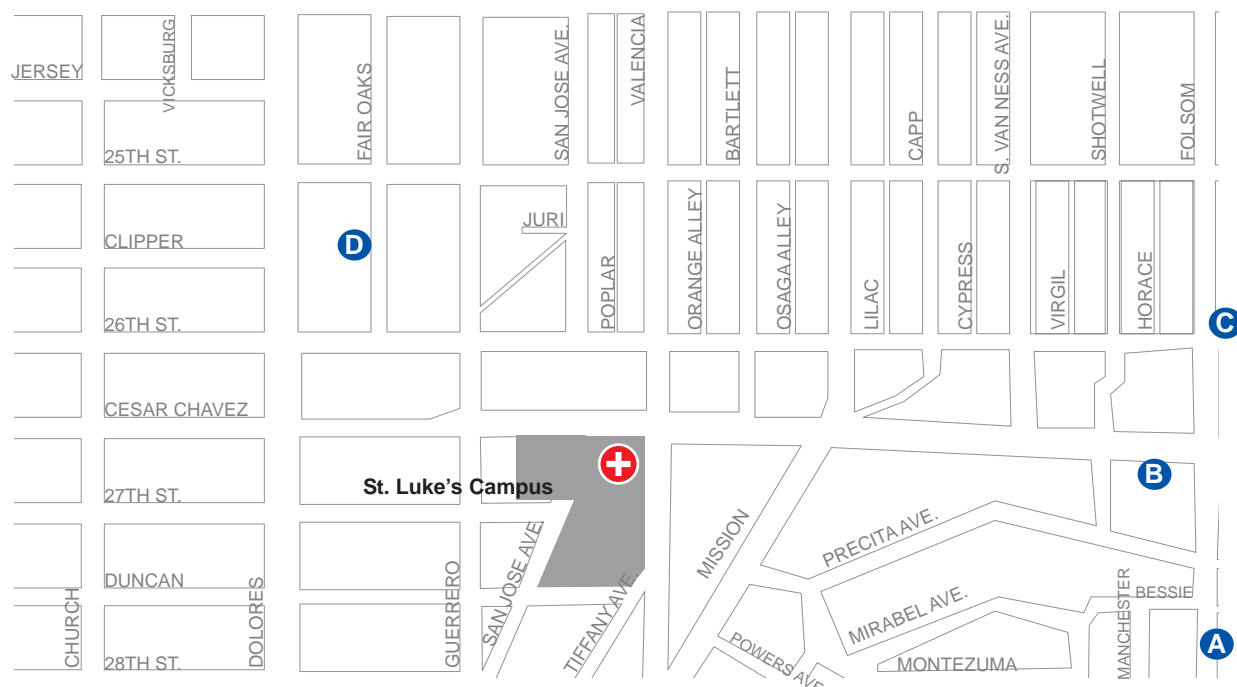 JERSEY
VICKSBURG
FAIR OAKS
SAN JOSE AVE.
VALENCIA
BARTLETT
CAPP
S. VAN NESS AVE.
SHOTWELL
FOLSOM
25TH ST.
CLIPPER
D
JURI
POPLAR
ORANGE ALLEY
OSAGA ALLEY
LILAC
CYPRESS
VIRGIL
HORACE
26TH ST.
C
CESAR CHAVEZ
27TH ST.
St. Luke's Campus
B
MISSION
PRECITA AVE.
DUNCAN
CHURCH
DOLORES
GUERRERO
SAN JOSE AVE.
TIFFANY AVE.
MIRABEL AVE.
MANCHESTER
BESSIE
A
28TH ST.
POWERS AVE.
MONTEZUMA